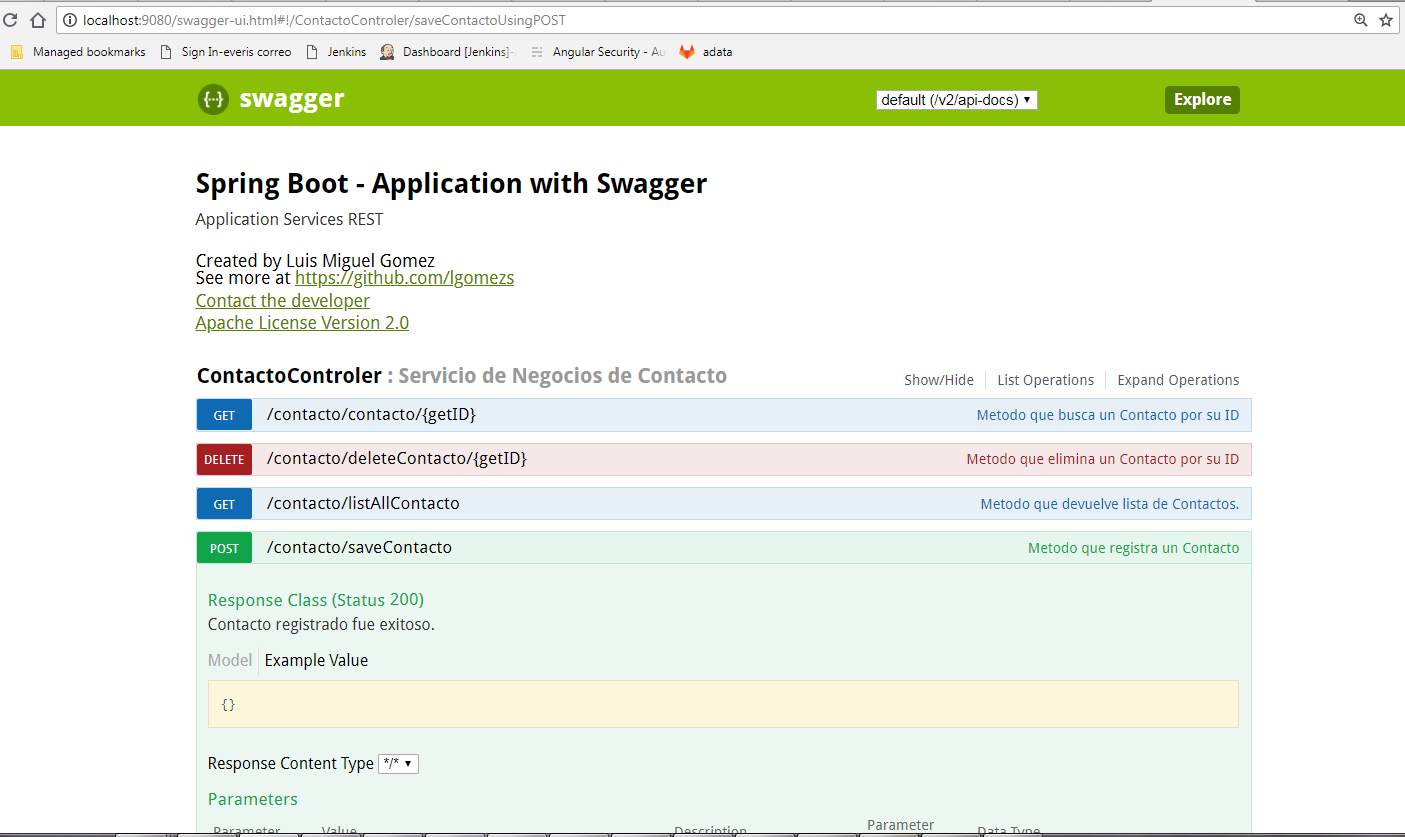 localhost:9080/swagger-ui.html#!/ContactoControler/saveContactoUsingPOST
Managed bookmarks Sign In-everis correo Jenkins Dashboard [Jenkins]- Angular Security - Au adata
{··} swagger default (/v2/api-docs) Explore
Spring Boot - Application with Swagger
Application Services REST
Created by Luis Miguel Gomez
See more at https://github.com/lgomezs
Contact the developer
Apache License Version 2.0
ContactoControler : Servicio de Negocios de Contacto Show/Hide List Operations Expand Operations
GET /contacto/contacto/{getID} Metodo que busca un Contacto por su ID
DELETE /contacto/deleteContacto/{getID} Metodo que elimina un Contacto por su ID
GET /contacto/listAllContacto Metodo que devuelve lista de Contactos.
POST /contacto/saveContacto Metodo que registra un Contacto
Response Class (Status 200)
Contacto registrado fue exitoso.
Model Example Value
{}
Response Content Type */*
Parameters
Parameter Value Description Parameter Data Type